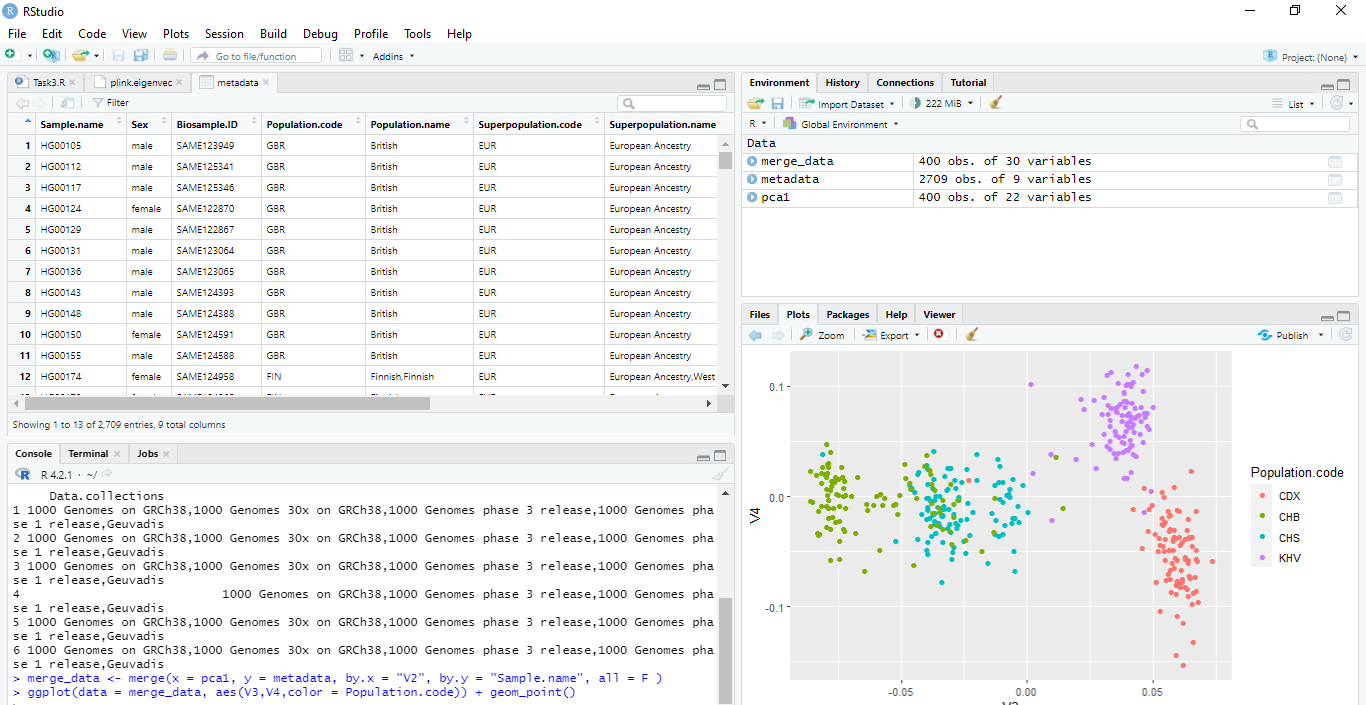 RStudio
File Edit Code View Plots Session Build Debug Profile Tools Help
Go to file/function Addins Project: (None)
Task3.R plink.eigenvec metadata
Filter
Sample.name Sex Biosample.ID Population.code Population.name Superpopulation.code Superpopulation.name
1 HG00105 male SAME123949 GBR British EUR European Ancestry
2 HG00112 male SAME125341 GBR British EUR European Ancestry
3 HG00117 male SAME125346 GBR British EUR European Ancestry
4 HG00124 female SAME122870 GBR British EUR European Ancestry
5 HG00129 male SAME122867 GBR British EUR European Ancestry
6 HG00131 male SAME123064 GBR British EUR European Ancestry
7 HG00136 male SAME123065 GBR British EUR European Ancestry
8 HG00143 male SAME124393 GBR British EUR European Ancestry
9 HG00148 male SAME124388 GBR British EUR European Ancestry
10 HG00150 female SAME124591 GBR British EUR European Ancestry
11 HG00155 male SAME124588 GBR British EUR European Ancestry
12 HG00174 female SAME124958 FIN Finnish,Finnish EUR European Ancestry,West
Showing 1 to 13 of 2,709 entries, 9 total columns
Console Terminal Jobs
R 4.2.1 · ~/
Data.collections
1 1000 Genomes on GRCh38,1000 Genomes 30x on GRCh38,1000 Genomes phase 3 release,1000 Genomes pha
se 1 release,Geuvadis
2 1000 Genomes on GRCh38,1000 Genomes 30x on GRCh38,1000 Genomes phase 3 release,1000 Genomes pha
se 1 release,Geuvadis
3 1000 Genomes on GRCh38,1000 Genomes 30x on GRCh38,1000 Genomes phase 3 release,1000 Genomes pha
se 1 release,Geuvadis
4 1000 Genomes on GRCh38,1000 Genomes phase 3 release,1000 Genomes pha
se 1 release,Geuvadis
5 1000 Genomes on GRCh38,1000 Genomes 30x on GRCh38,1000 Genomes phase 3 release,1000 Genomes pha
se 1 release,Geuvadis
6 1000 Genomes on GRCh38,1000 Genomes 30x on GRCh38,1000 Genomes phase 3 release,1000 Genomes pha
se 1 release,Geuvadis
> merge_data <- merge(x = pca1, y = metadata, by.x = "V2", by.y = "Sample.name", all = F )
> ggplot(data = merge_data, aes(V3,V4,color = Population.code)) + geom_point()
Environment History Connections Tutorial
Import Dataset 222 MiB List
R Global Environment
Data
merge_data 400 obs. of 30 variables
metadata 2709 obs. of 9 variables
pca1 400 obs. of 22 variables
Files Plots Packages Help Viewer
Zoom Export Publish
0.1
0.0
-0.1
V4
-0.05 0.00 0.05
Population.code
CDX
CHB
CHS
KHV